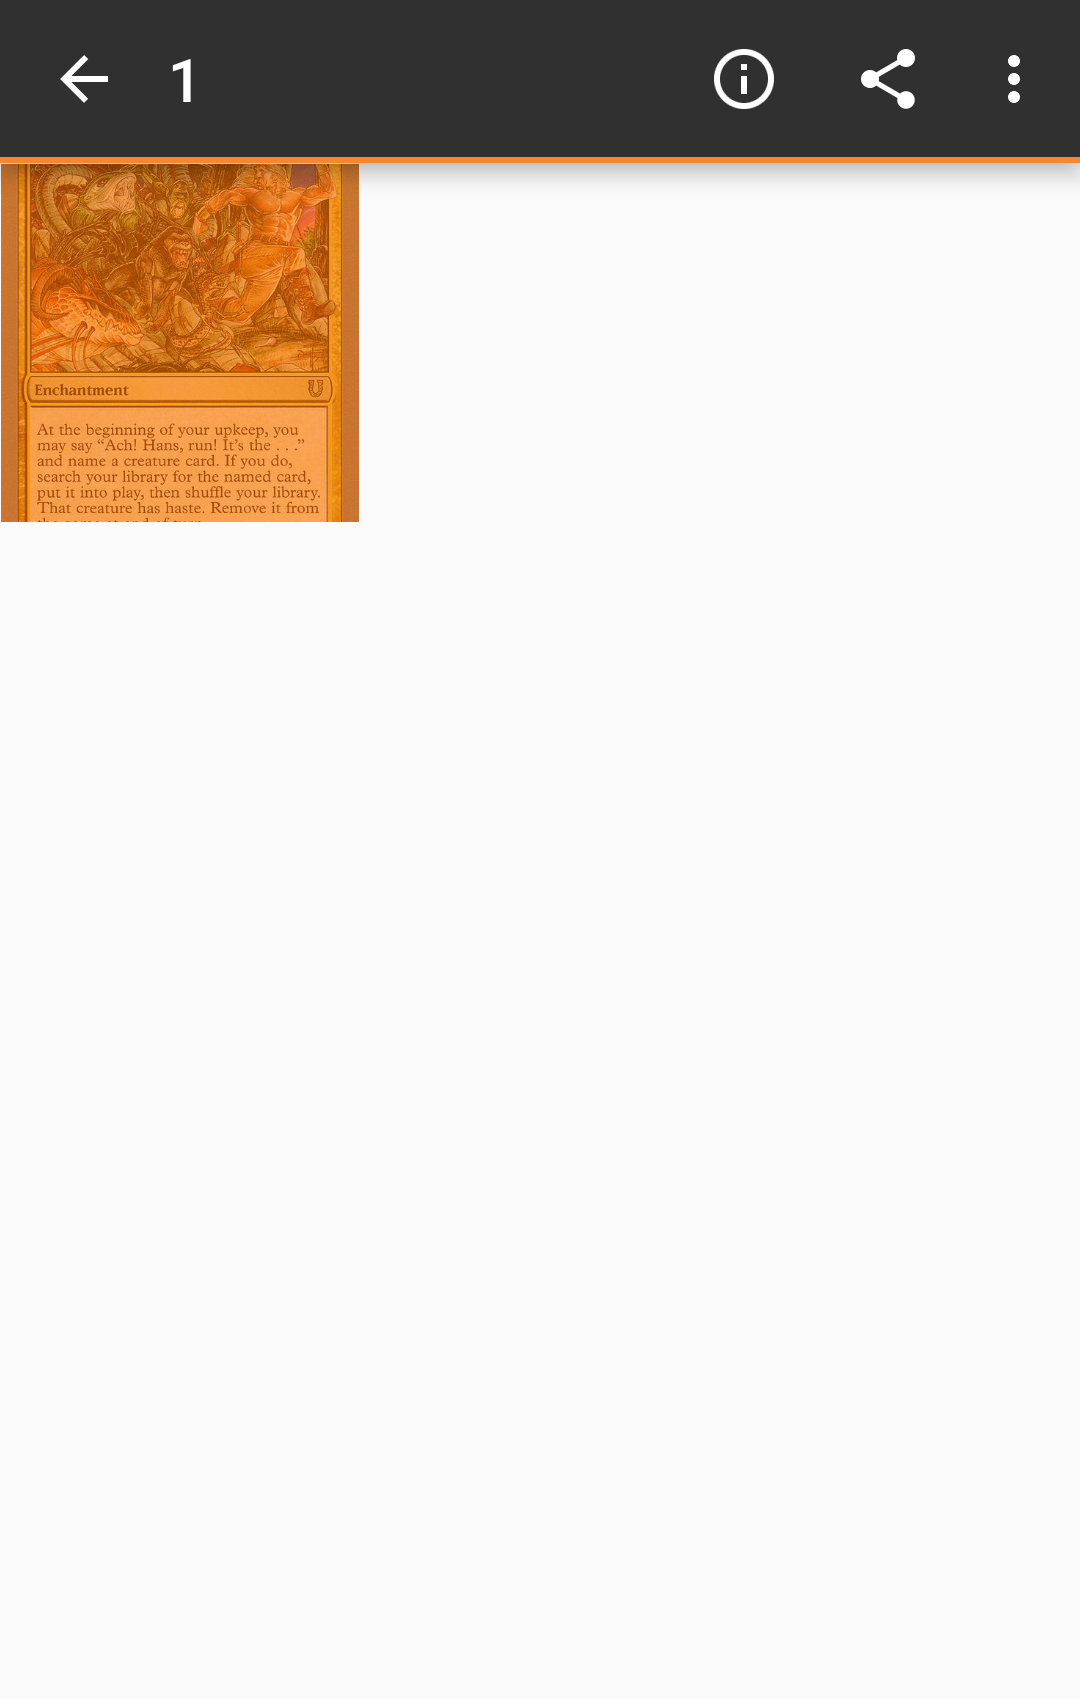 1
Enchantment
At the beginning of your upkeep, you
may say “Ach! Hans, run! It’s the . . .”
and name a creature card. If you do,
search your library for the named card,
put it into play, then shuffle your library.
That creature has haste. Remove it from